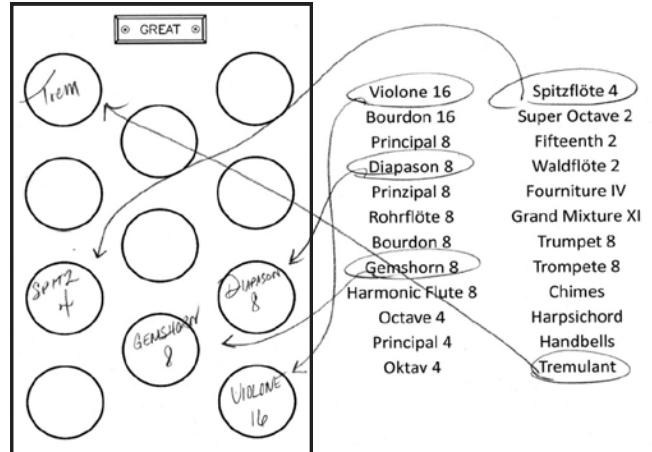 GREAT
Trem
SPITZ
4
DIAPASON
8
GEMSHORN
8
VIOLONE
16
Violone 16
Bourdon 16
Principal 8
Diapason 8
Prinzipal 8
Rohrflöte 8
Bourdon 8
Gemshorn 8
Harmonic Flute 8
Octave 4
Principal 4
Oktav 4
Spitzflöte 4
Super Octave 2
Fifteenth 2
Waldflöte 2
Fourniture IV
Grand Mixture XI
Trumpet 8
Trompete 8
Chimes
Harpsichord
Handbells
Tremulant